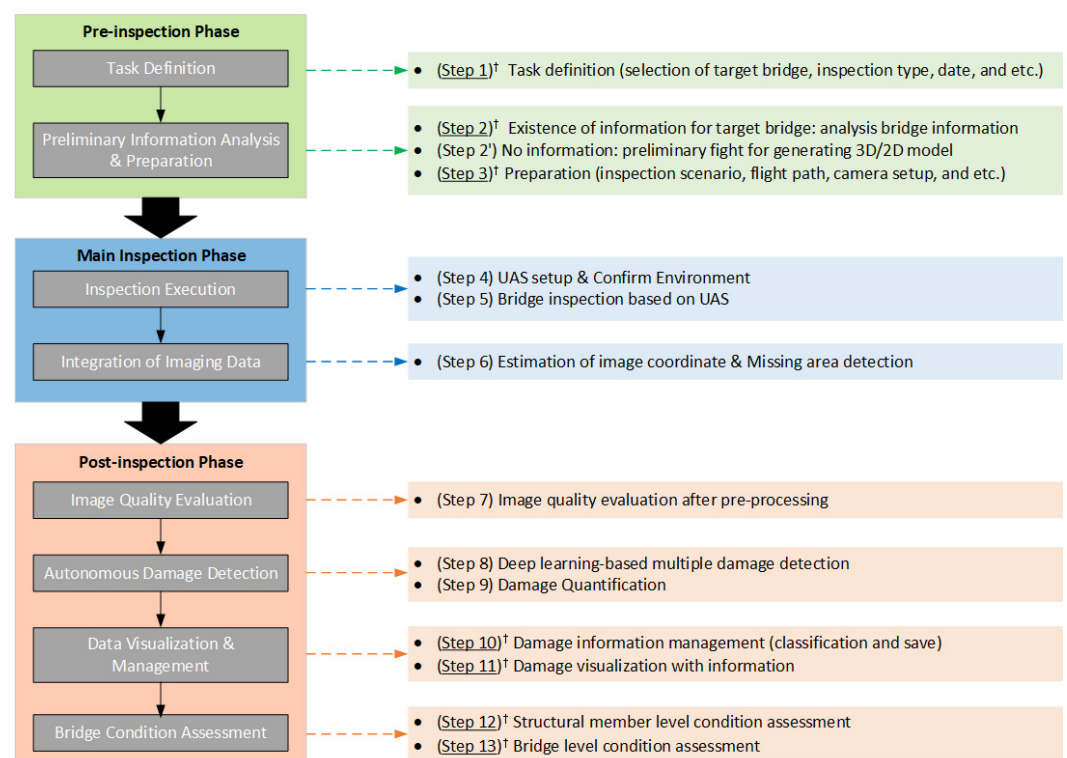 Pre-inspection Phase
Task Definition
• (Step 1)† Task definition (selection of target bridge, inspection type, date, and etc.)
Preliminary Information Analysis
& Preparation
• (Step 2)† Existence of information for target bridge: analysis bridge information
• (Step 2') No information: preliminary fight for generating 3D/2D model
• (Step 3)† Preparation (inspection scenario, flight path, camera setup, and etc.)
Main Inspection Phase
Inspection Execution
• (Step 4) UAS setup & Confirm Environment
• (Step 5) Bridge inspection based on UAS
Integration of Imaging Data
• (Step 6) Estimation of image coordinate & Missing area detection
Post-inspection Phase
Image Quality Evaluation
• (Step 7) Image quality evaluation after pre-processing
Autonomous Damage Detection
• (Step 8) Deep learning-based multiple damage detection
• (Step 9) Damage Quantification
Data Visualization &
Management
• (Step 10)† Damage information management (classification and save)
• (Step 11)† Damage visualization with information
Bridge Condition Assessment
• (Step 12)† Structural member level condition assessment
• (Step 13)† Bridge level condition assessment